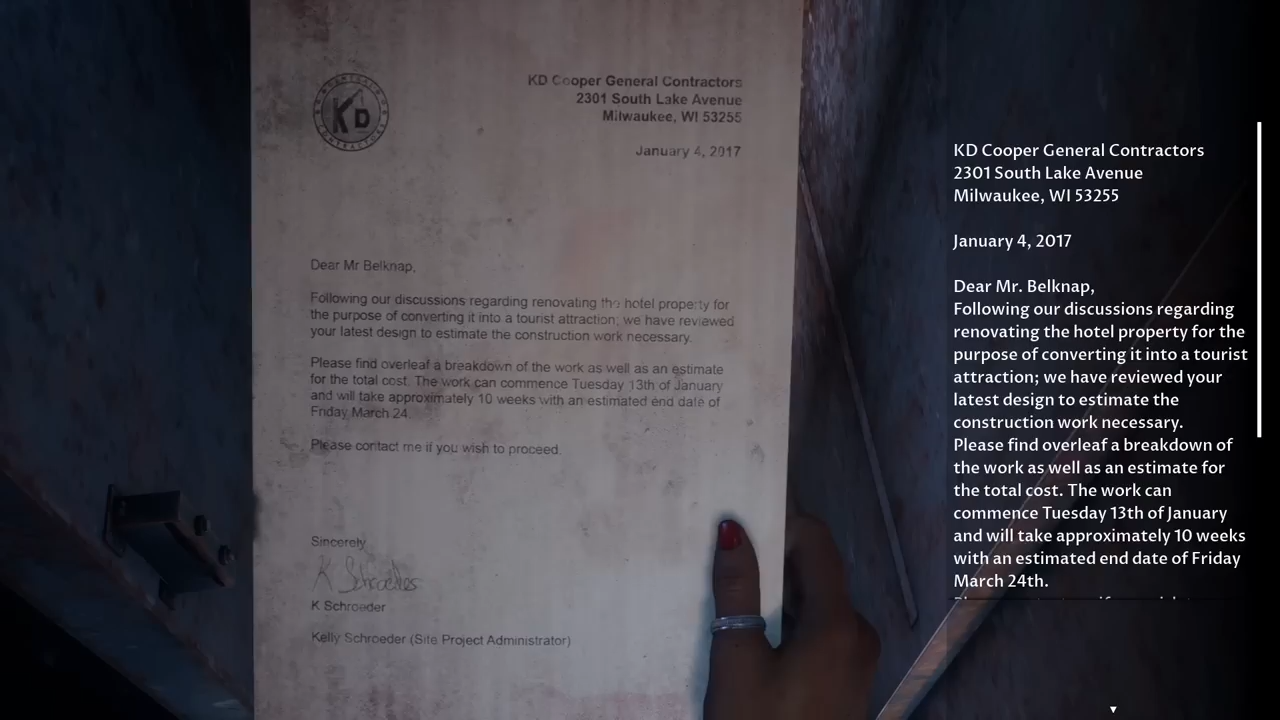 KD
CONTRACTORS
KD Cooper General Contractors
2301 South Lake Avenue
Milwaukee, WI 53255
January 4, 2017
Dear Mr Belknap,
Following our discussions regarding renovating the hotel property for
the purpose of converting it into a tourist attraction; we have reviewed
your latest design to estimate the construction work necessary.
Please find overleaf a breakdown of the work as well as an estimate
for the total cost. The work can commence Tuesday 13th of January
and will take approximately 10 weeks with an estimated end date of
Friday March 24.
Please contact me if you wish to proceed.
Sincerely
K Schroeder
K Schroeder
Kelly Schroeder (Site Project Administrator)
KD Cooper General Contractors
2301 South Lake Avenue
Milwaukee, WI 53255
January 4, 2017
Dear Mr. Belknap,
Following our discussions regarding
renovating the hotel property for the
purpose of converting it into a tourist
attraction; we have reviewed your
latest design to estimate the
construction work necessary.
Please find overleaf a breakdown of
the work as well as an estimate for
the total cost. The work can
commence Tuesday 13th of January
and will take approximately 10 weeks
with an estimated end date of Friday
March 24th.